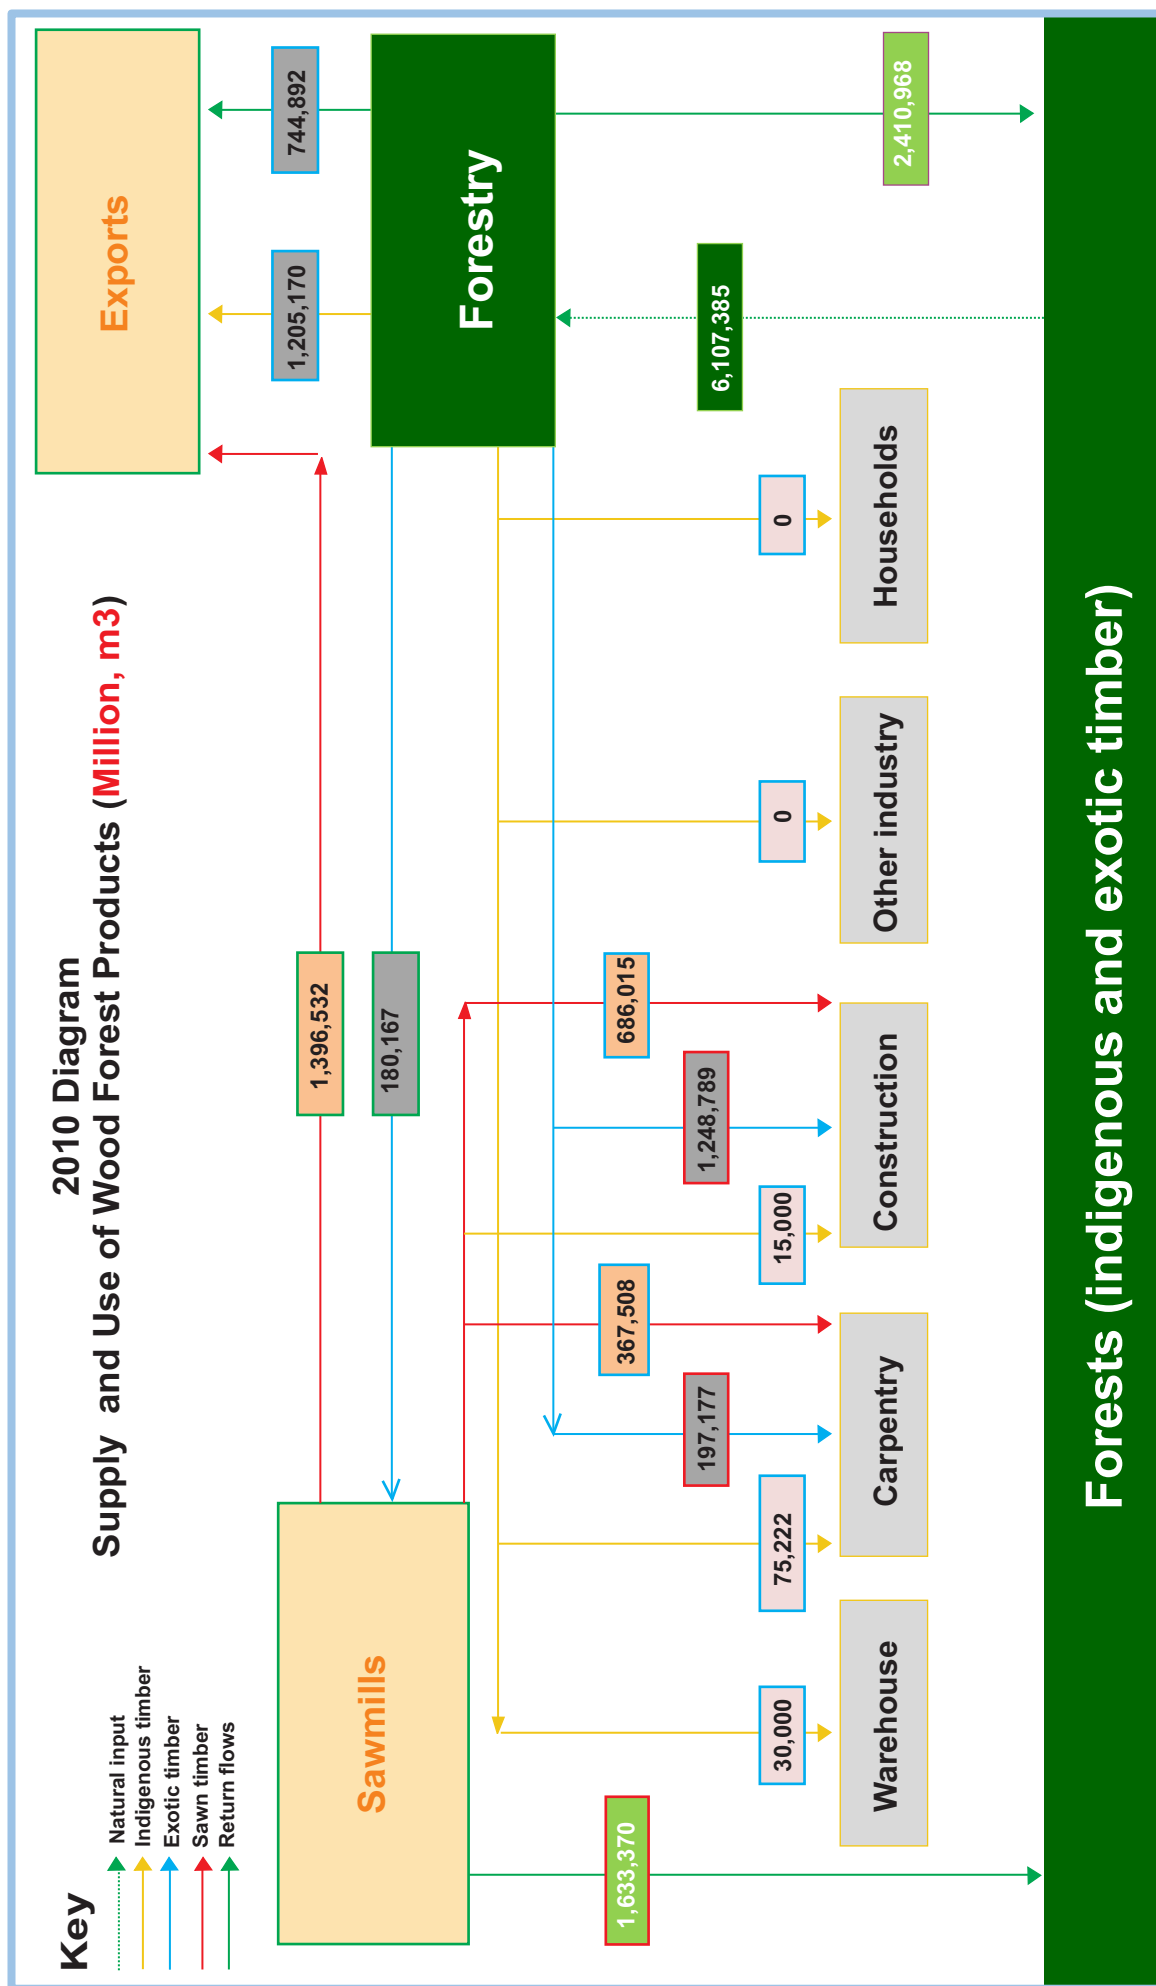 2010 Diagram
Supply and Use of Wood Forest Products (Million, m3)
Key
Natural input
Indigenous timber
Exotic timber
Sawn timber
Return flows
Exports
744,892
1,205,170
Forestry
2,410,968
6,107,385
1,396,532
180,167
Sawmills
1,633,370
686,015
1,248,789
15,000
367,508
197,177
75,222
30,000
0
0
Warehouse
Carpentry
Construction
Other industry
Households
Forests (indigenous and exotic timber)